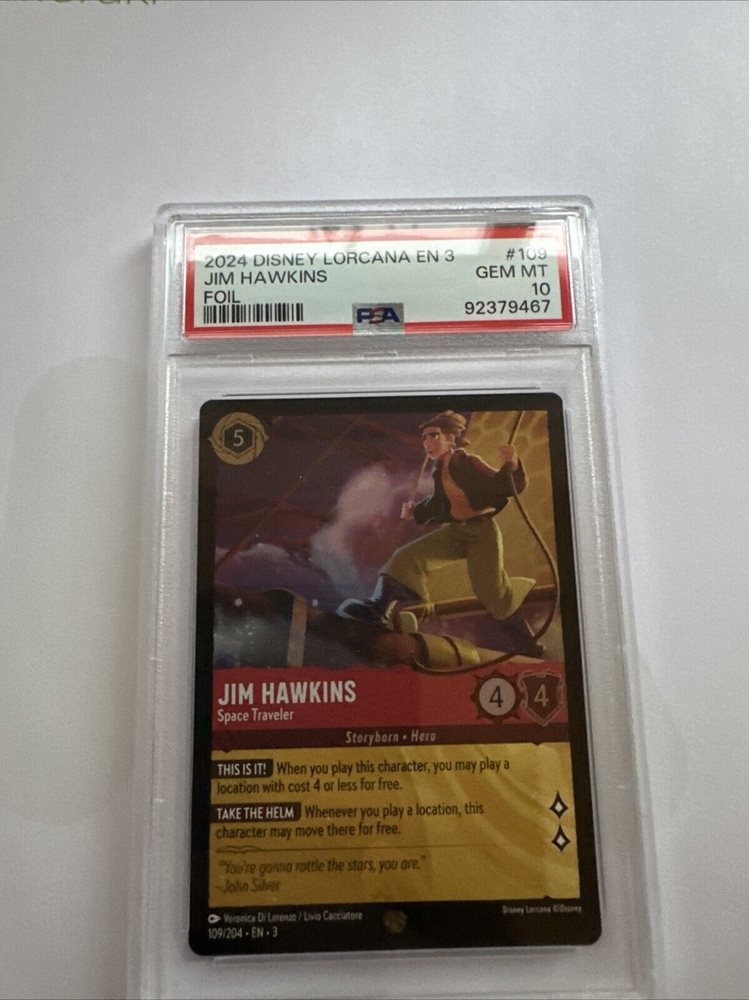 2024 DISNEY LORCANA EN 3 #109
JIM HAWKINS GEM MT
FOIL 10
PSA 92379467
5
JIM HAWKINS
Space Traveler
4 4
Storyborn • Hero
THIS IS IT! When you play this character, you may play a
location with cost 4 or less for free.
TAKE THE HELM Whenever you play a location, this
character may move there for free.
"You're gonna rattle the stars, you are."
-John Silver
Veronica Di Lorenzo / Livio Cacciatore Disney Lorcana ©Disney
109/204 • EN • 3